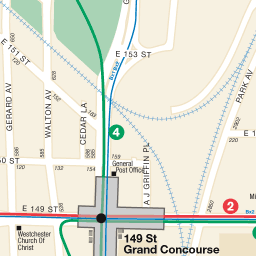 E 153 ST
E 151 ST
PARK AV
GERARD AV
WALTON AV
CEDAR LA
4
A J GRIFFIN PL
General
Post Office
159
E 149 ST
2
149 St
Grand Concourse
Westchester
Church Of
Christ